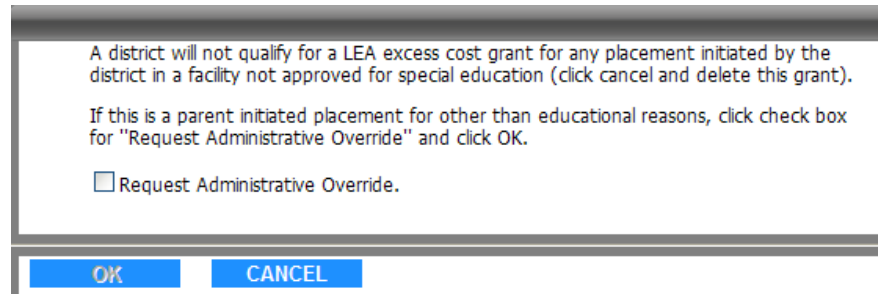 A district will not qualify for a LEA excess cost grant for any placement initiated by the
district in a facility not approved for special education (click cancel and delete this grant).
If this is a parent initiated placement for other than educational reasons, click check box
for "Request Administrative Override" and click OK.
Request Administrative Override.
OK CANCEL